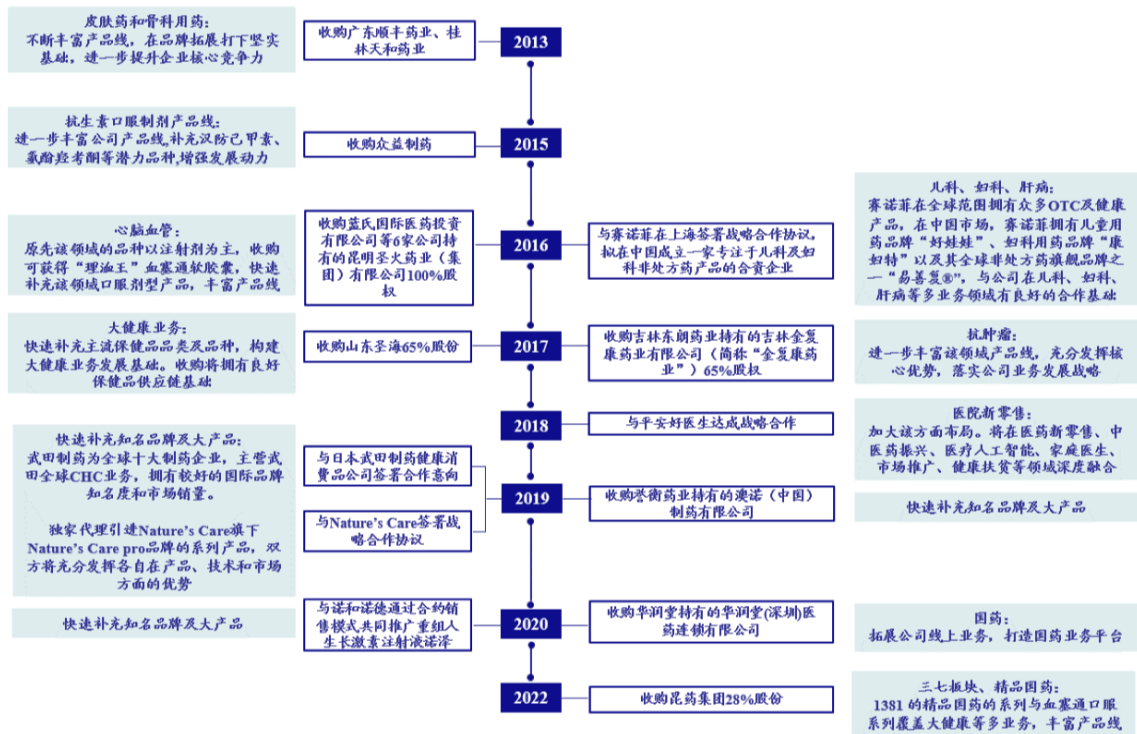 皮肤药和骨科用药：
不断丰富产品线，在品牌拓展打下坚实
基础，进一步提升企业核心竞争力
收购广东顺丰药业、桂
林天和药业
2013
抗生素口服制剂产品线：
进一步丰富公司产品线,补充汉防己甲素、
氨酚羟考酮等潜力品种,增强发展动力
收购众益制药
2015
心脑血管：
原先该领域的品种以注射剂为主，收购
可获得“理洫王”血塞通软胶囊，快速
补充该领域口服剂型产品，丰富产品线
收购蓝氏国际医药投资
有限公司等6家公司持
有的昆明圣火药业（集
团）有限公司100%股
权
2016
与赛诺菲在上海签署战略合作协议，
拟在中国成立一家专注于儿科及妇
科非处方药产品的合资企业
儿科、妇科、肝病：
赛诺菲在全球范围拥有众多OTC及健康
产品，在中国市场，赛诺菲拥有儿童用
药品牌“好娃娃”、妇科用药品牌“康
妇特”以及其全球非处方药旗舰品牌之
一“易善复®”，与公司在儿科、妇科、
肝病等多业务领域有良好的合作基础
大健康业务：
快速补充主流保健品品类及品种，构建
大健康业务发展基础。收购将拥有良好
保健品供应链基础
收购山东圣海65%股份
2017
收购吉林东朗药业持有的吉林金复
康药业有限公司（简称“金复康药
业”）65%股权
抗肿瘤：
进一步丰富该领域产品线，充分发挥核
心优势，落实公司业务发展战略
2018
与平安好医生达成战略合作
医院新零售：
加大该方面布局。将在医药新零售、中
医药振兴、医疗人工智能、家庭医生、
市场推广、健康扶贫等领域深度融合
快速补充知名品牌及大产品：
武田制药为全球十大制药企业，主营武
田全球CHC业务，拥有较好的国际品牌
知名度和市场销量。
独家代理引进Nature’s Care旗下
Nature’s Care pro品牌的系列产品，双
方将充分发挥各自在产品、技术和市场
方面的优势
与日本武田制药健康消
费品公司签署合作意向
与Nature’s Care签署战
略合作协议
2019
收购誉衡药业持有的澳诺（中国）
制药有限公司
快速补充知名品牌及大产品
快速补充知名品牌及大产品
与诺和诺德通过合约销
售模式共同推广重组人
生长激素注射液诺泽
2020
收购华润堂持有的华润堂(深圳)医
药连锁有限公司
国药：
拓展公司线上业务，打造国药业务平台
2022
收购昆药集团28%股份
三七板块、精品国药：
1381 的精品国药的系列与血塞通口服
系列覆盖大健康等多业务，丰富产品线